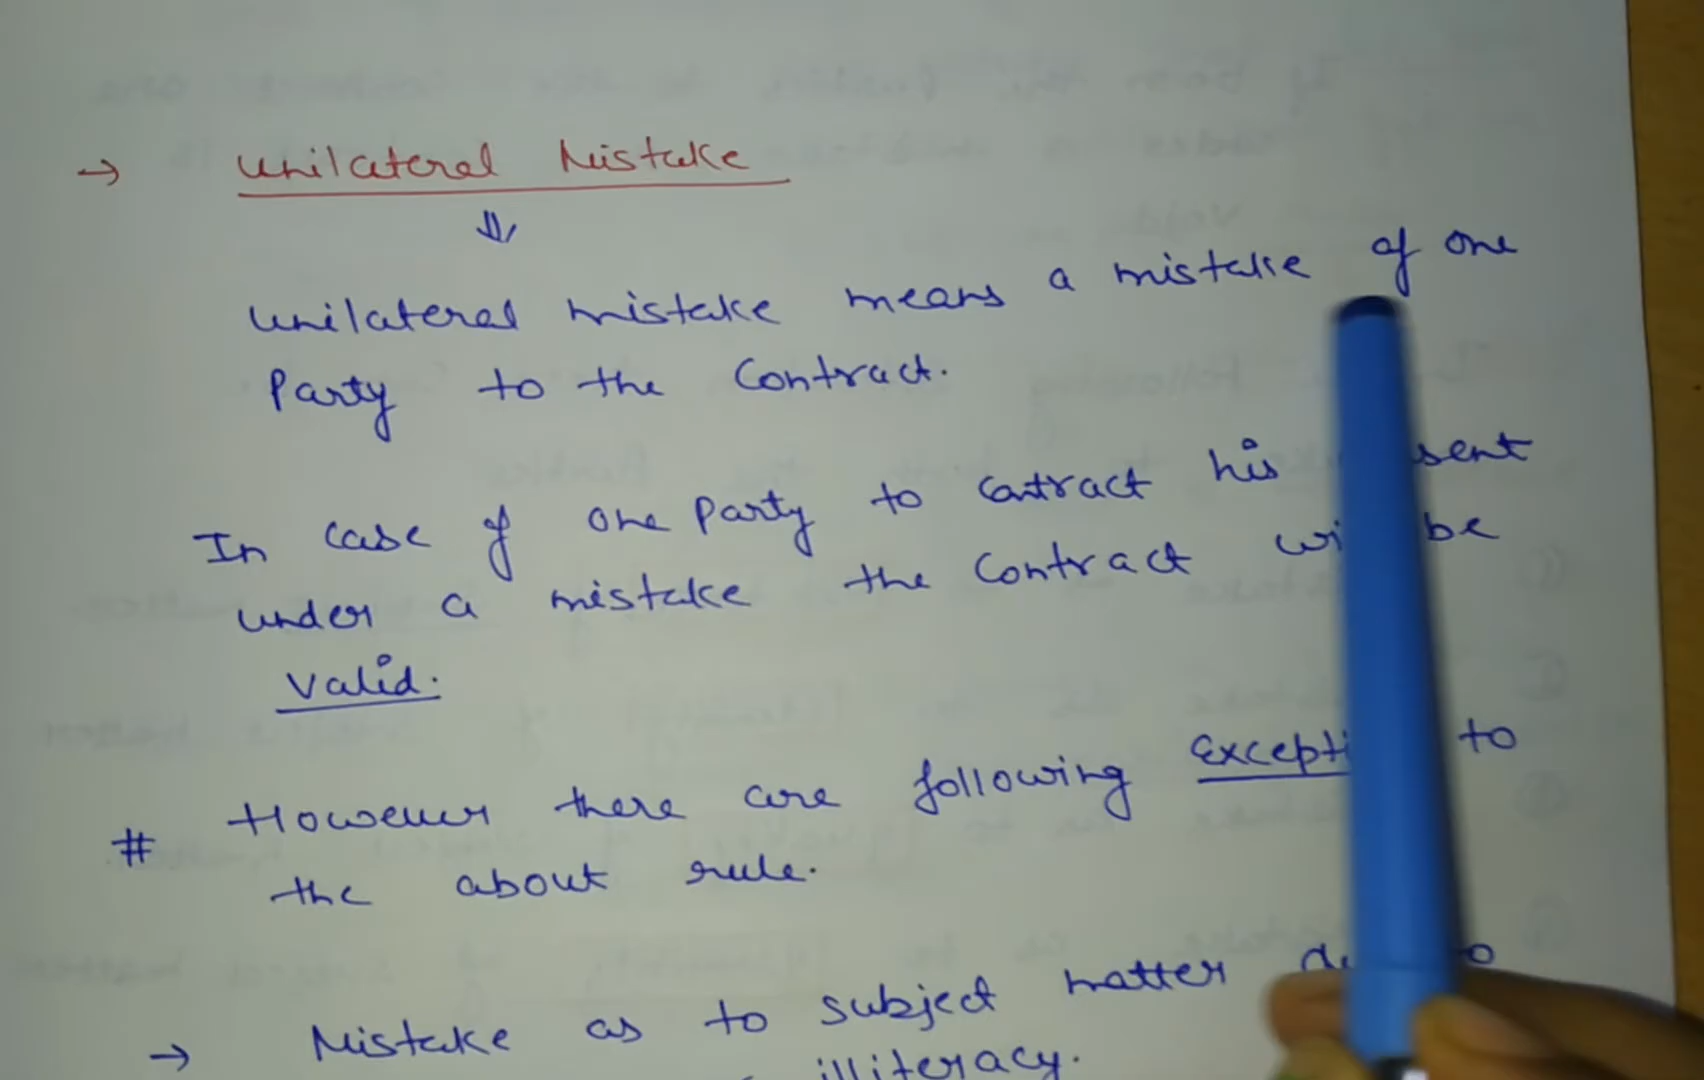 → Unilateral Mistake
⇓
Unilateral mistake means a mistake of one
Party to the Contract.
In case of one Party to contract his sent
under a mistake the Contract be
Valid.
# However there are following to
the about rule.
→ Mistake as to subject matter
illiteracy.